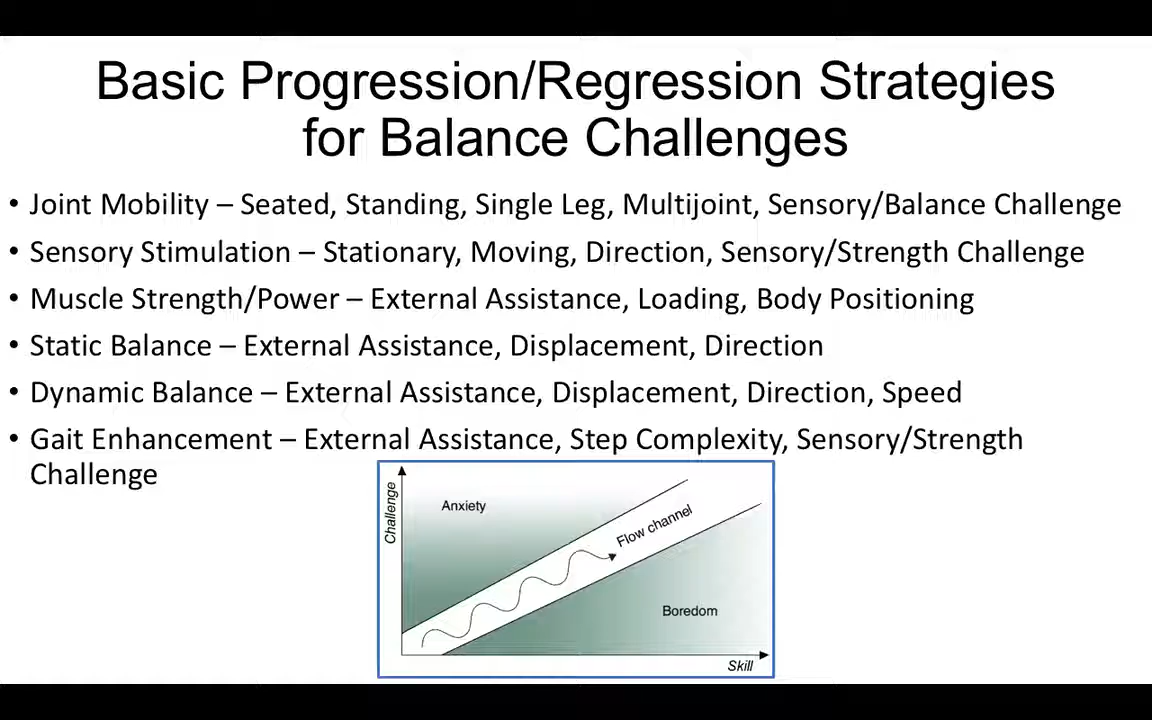 Basic Progression/Regression Strategies
for Balance Challenges
• Joint Mobility – Seated, Standing, Single Leg, Multijoint, Sensory/Balance Challenge
• Sensory Stimulation – Stationary, Moving, Direction, Sensory/Strength Challenge
• Muscle Strength/Power – External Assistance, Loading, Body Positioning
• Static Balance – External Assistance, Displacement, Direction
• Dynamic Balance – External Assistance, Displacement, Direction, Speed
• Gait Enhancement – External Assistance, Step Complexity, Sensory/Strength
Challenge
Challenge
Anxiety
Flow channel
Boredom
Skill